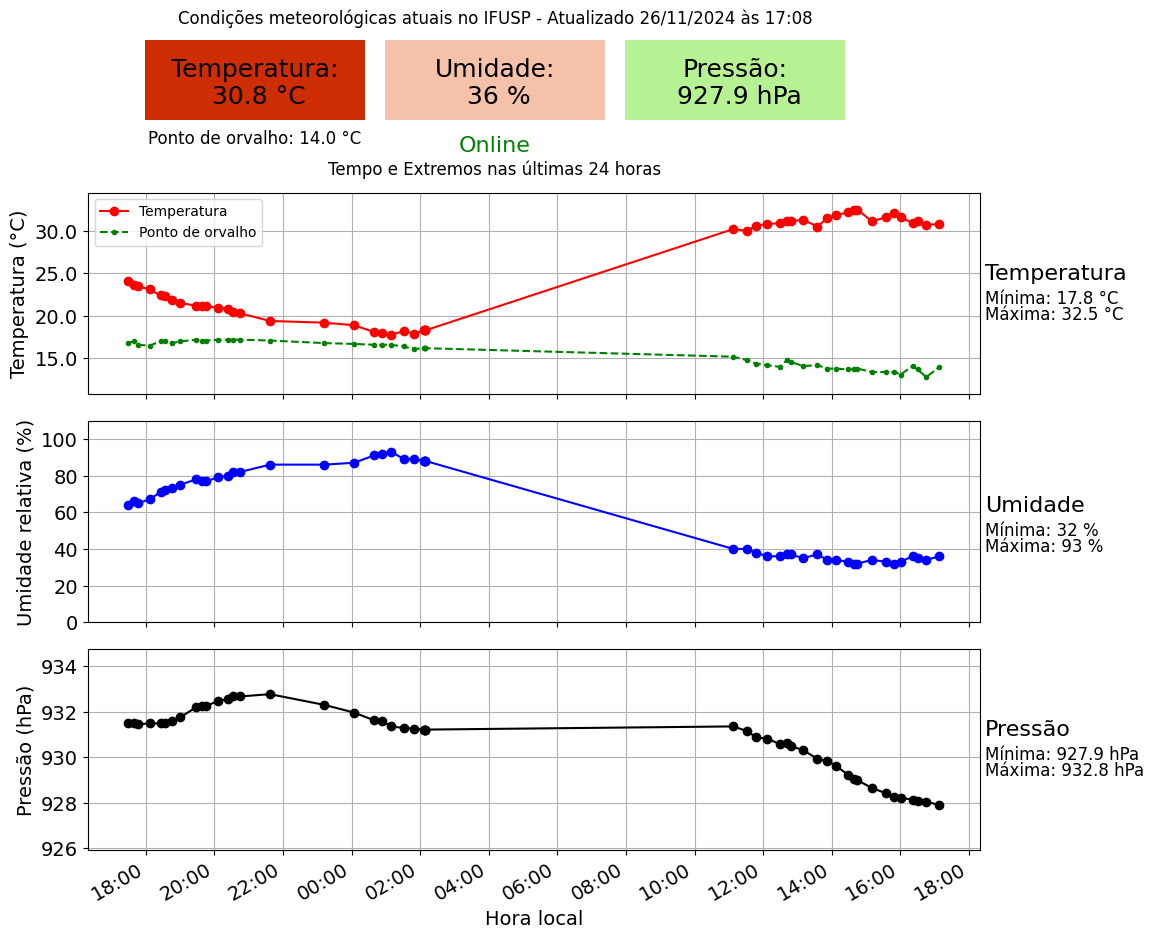 Condições meteorológicas atuais no IFUSP - Atualizado 26/11/2024 às 17:08
Temperatura:
30.8 °C
Umidade:
36 %
Pressão:
927.9 hPa
Ponto de orvalho: 14.0 °C
Online
Tempo e Extremos nas últimas 24 horas
Temperatura (°C)
30.0
25.0
20.0
15.0
Temperatura
Ponto de orvalho
Temperatura
Mínima: 17.8 °C
Máxima: 32.5 °C
Umidade relativa (%)
100
80
60
40
20
0
Umidade
Mínima: 32 %
Máxima: 93 %
Pressão (hPa)
934
932
930
928
926
Pressão
Mínima: 927.9 hPa
Máxima: 932.8 hPa
18:00 20:00 22:00 00:00 02:00 04:00 06:00 08:00 10:00 12:00 14:00 16:00 18:00
Hora local